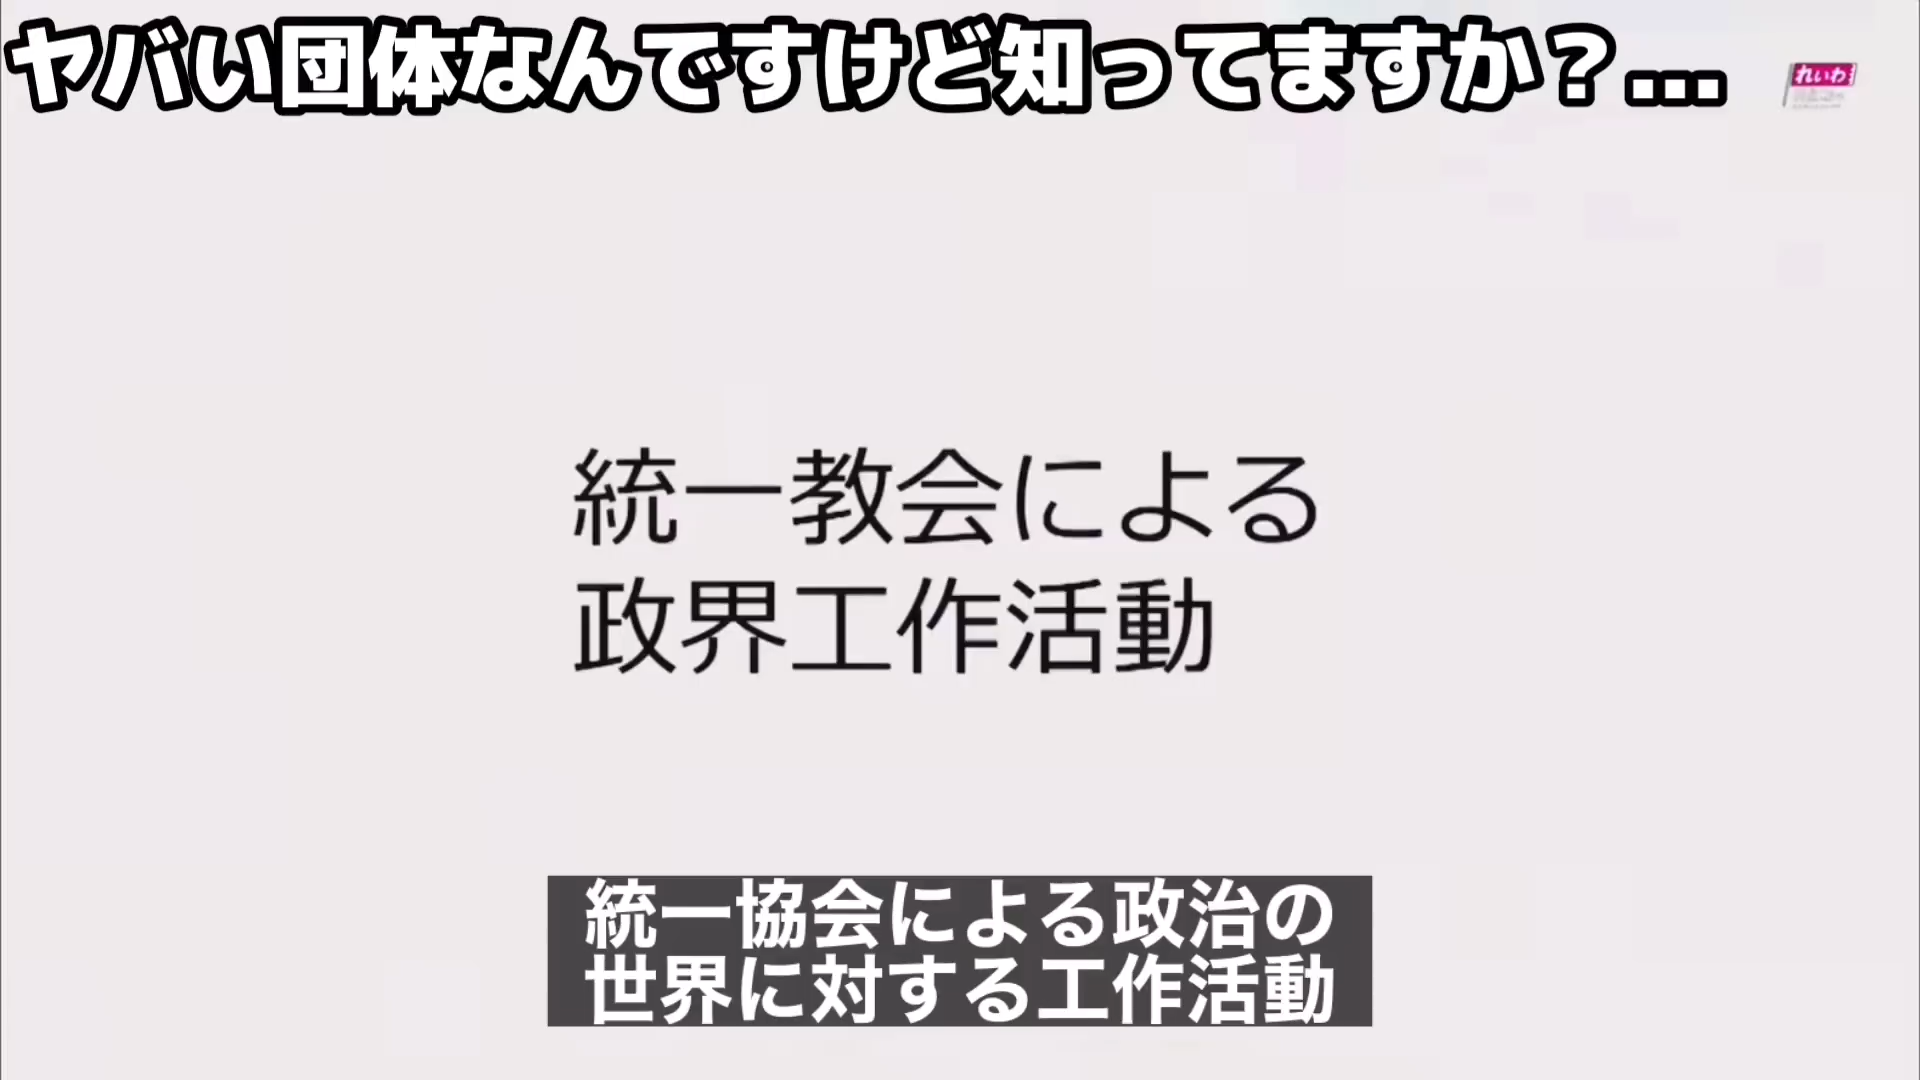 ヤバい団体なんですけど知ってますか？...
れいわ
統一教会による
政界工作活動
統一協会による政治の
世界に対する工作活動